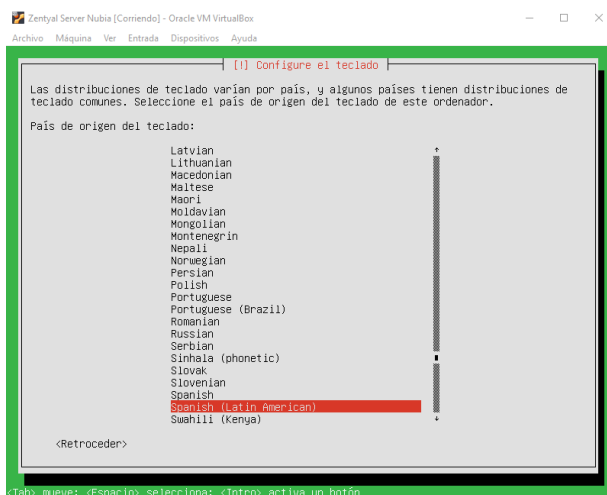 Zentyal Server Nubia [Corriendo] - Oracle VM VirtualBox
Archivo Máquina Ver Entrada Dispositivos Ayuda
[!] Configure el teclado
Las distribuciones de teclado varían por país, y algunos países tienen distribuciones de
teclado comunes. Seleccione el país de origen del teclado de este ordenador.
País de origen del teclado:
Latvian
Lithuanian
Macedonian
Maltese
Maori
Moldavian
Mongolian
Montenegrin
Nepali
Norwegian
Persian
Polish
Portuguese
Portuguese (Brazil)
Romanian
Russian
Serbian
Sinhala (phonetic)
Slovak
Slovenian
Spanish
Spanish (Latin American)
Swahili (Kenya)
<Retroceder>
<Tab> mueve; <Espacio> selecciona; <Intro> activa un botón